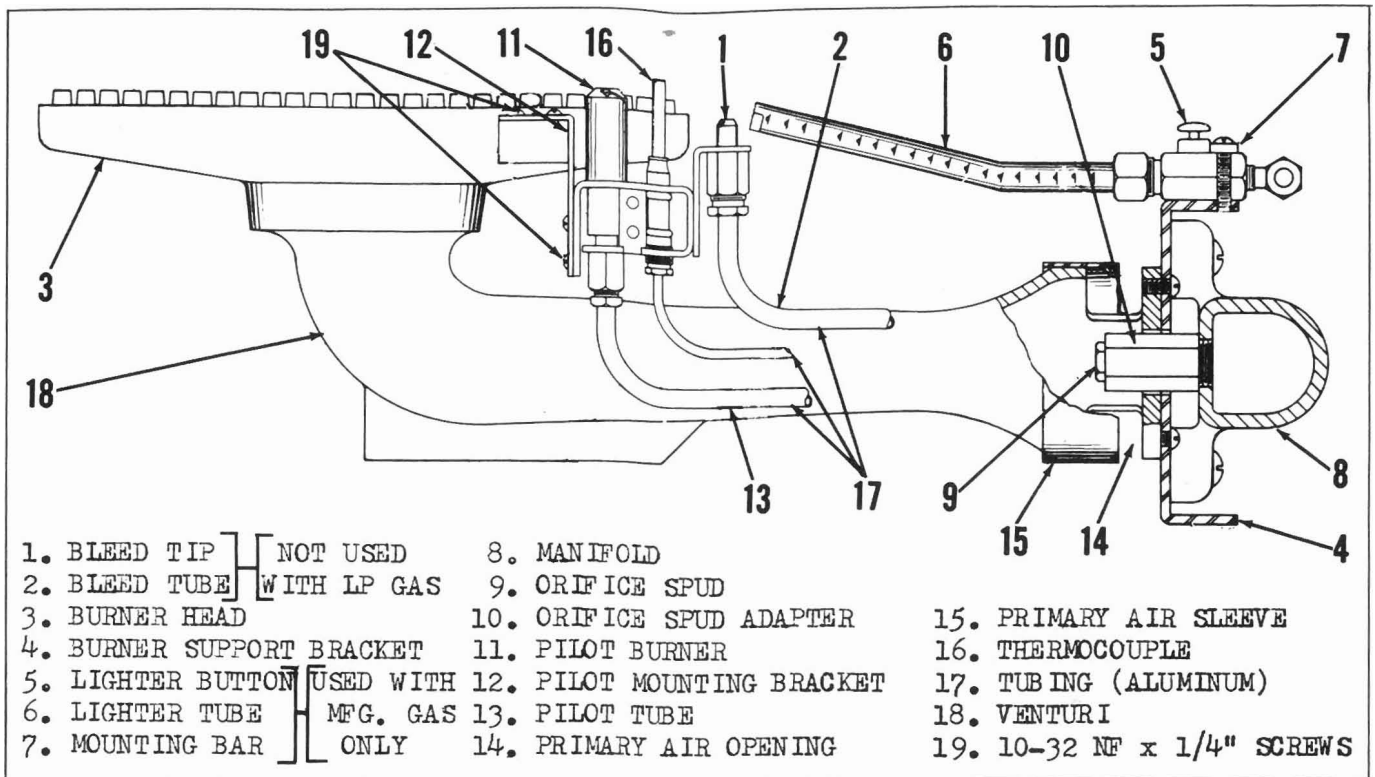 19 12 11 16 1 2 6 10 5 7
3
18
13 17 9 15 14 4 8
1. BLEED TIP
2. BLEED TUBE
NOT USED
WITH LP GAS
3. BURNER HEAD
4. BURNER SUPPORT BRACKET
5. LIGHTER BUTTON
6. LIGHTER TUBE
7. MOUNTING BAR
USED WITH
MFG. GAS
ONLY
8. MANIFOLD
9. ORIFICE SPUD
10. ORIFICE SPUD ADAPTER
11. PILOT BURNER
12. PILOT MOUNTING BRACKET
13. PILOT TUBE
14. PRIMARY AIR OPENING
15. PRIMARY AIR SLEEVE
16. THERMOCOUPLE
17. TUBING (ALUMINUM)
18. VENTURI
19. 10-32 NF x 1/4" SCREWS